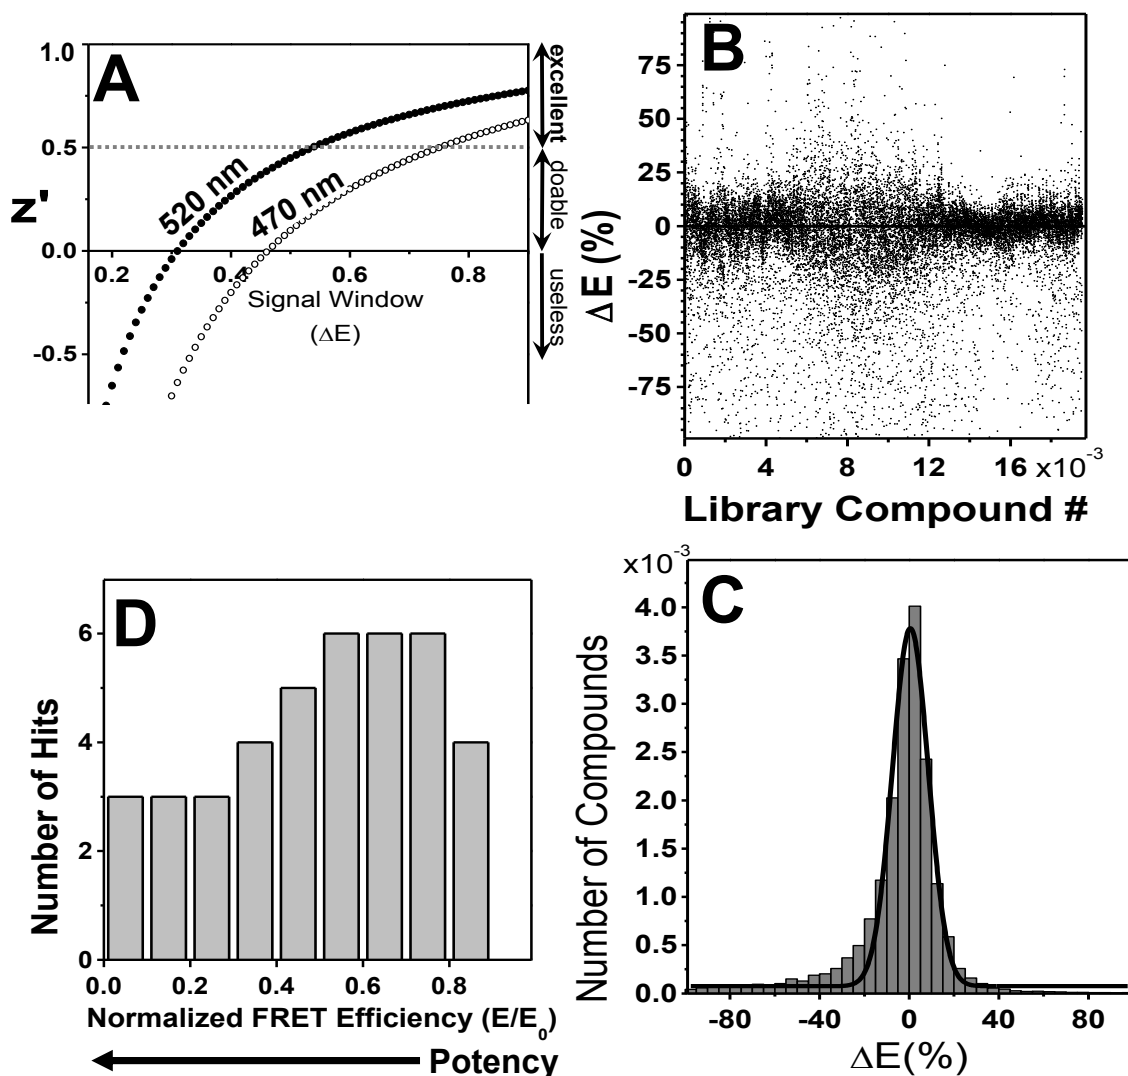 A
1.0
0.5
0.0
-0.5
Z'
520 nm
470 nm
0.2
0.4
0.6
0.8
Signal Window
(ΔE)
excellent
doable
useless
B
75
50
25
0
-25
-50
-75
ΔE (%)
0
4
8
12
16
x10⁻³
Library Compound #
D
6
4
2
0
Number of Hits
0.0
0.2
0.4
0.6
0.8
Normalized FRET Efficiency (E/E₀)
Potency
x10⁻³
C
4.0
3.5
3.0
2.5
2.0
1.5
1.0
0.5
0.0
Number of Compounds
-80
-40
0
40
80
ΔE(%)